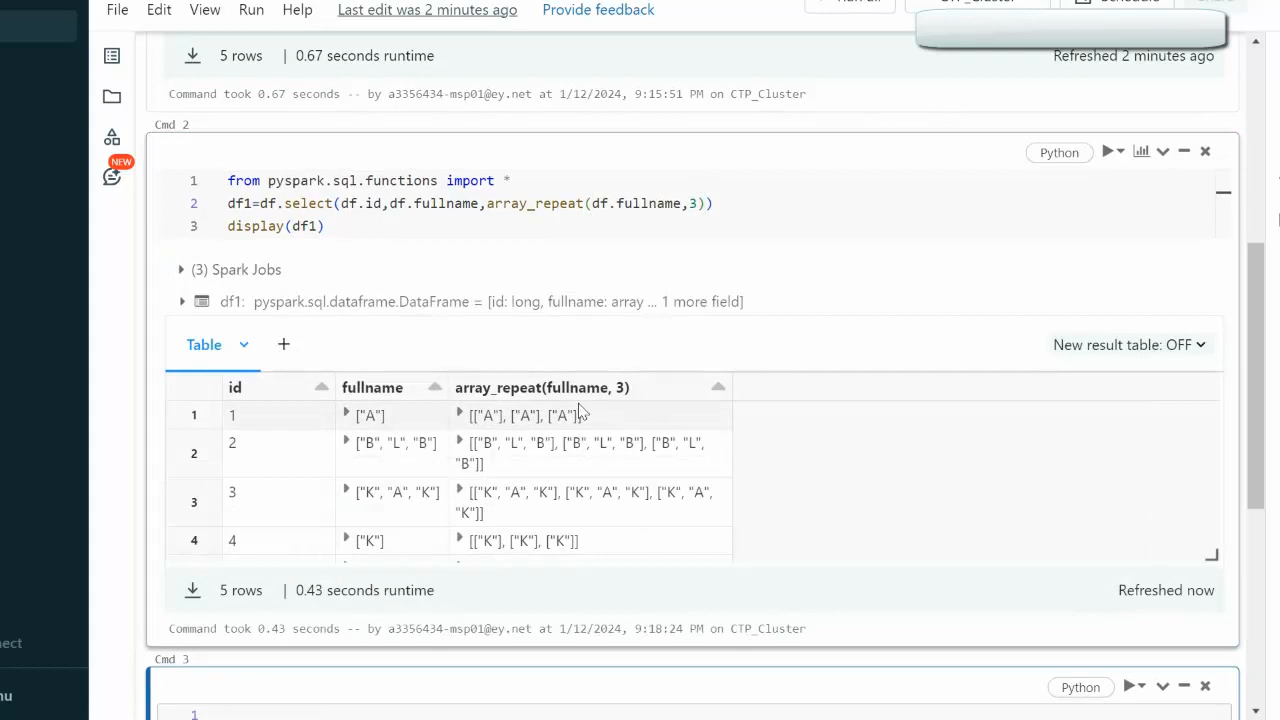 File Edit View Run Help Last edit was 2 minutes ago Provide feedback
5 rows | 0.67 seconds runtime Refreshed 2 minutes ago
Command took 0.67 seconds -- by a3356434-msp01@ey.net at 1/12/2024, 9:15:51 PM on CTP_Cluster
Cmd 2
Python
NEW
1 from pyspark.sql.functions import *
2 df1=df.select(df.id,df.fullname,array_repeat(df.fullname,3))
3 display(df1)
(3) Spark Jobs
df1: pyspark.sql.dataframe.DataFrame = [id: long, fullname: array ... 1 more field]
Table + New result table: OFF
id fullname array_repeat(fullname, 3)
1 1 ["A"] [["A"], ["A"], ["A"]
2 2 ["B", "L", "B"] [["B", "L", "B"], ["B", "L", "B"], ["B", "L",
"B"]]
3 3 ["K", "A", "K"] [["K", "A", "K"], ["K", "A", "K"], ["K", "A",
"K"]]
4 4 ["K"] [["K"], ["K"], ["K"]]
5 rows | 0.43 seconds runtime Refreshed now
Command took 0.43 seconds -- by a3356434-msp01@ey.net at 1/12/2024, 9:18:24 PM on CTP_Cluster
Cmd 3
Python
1